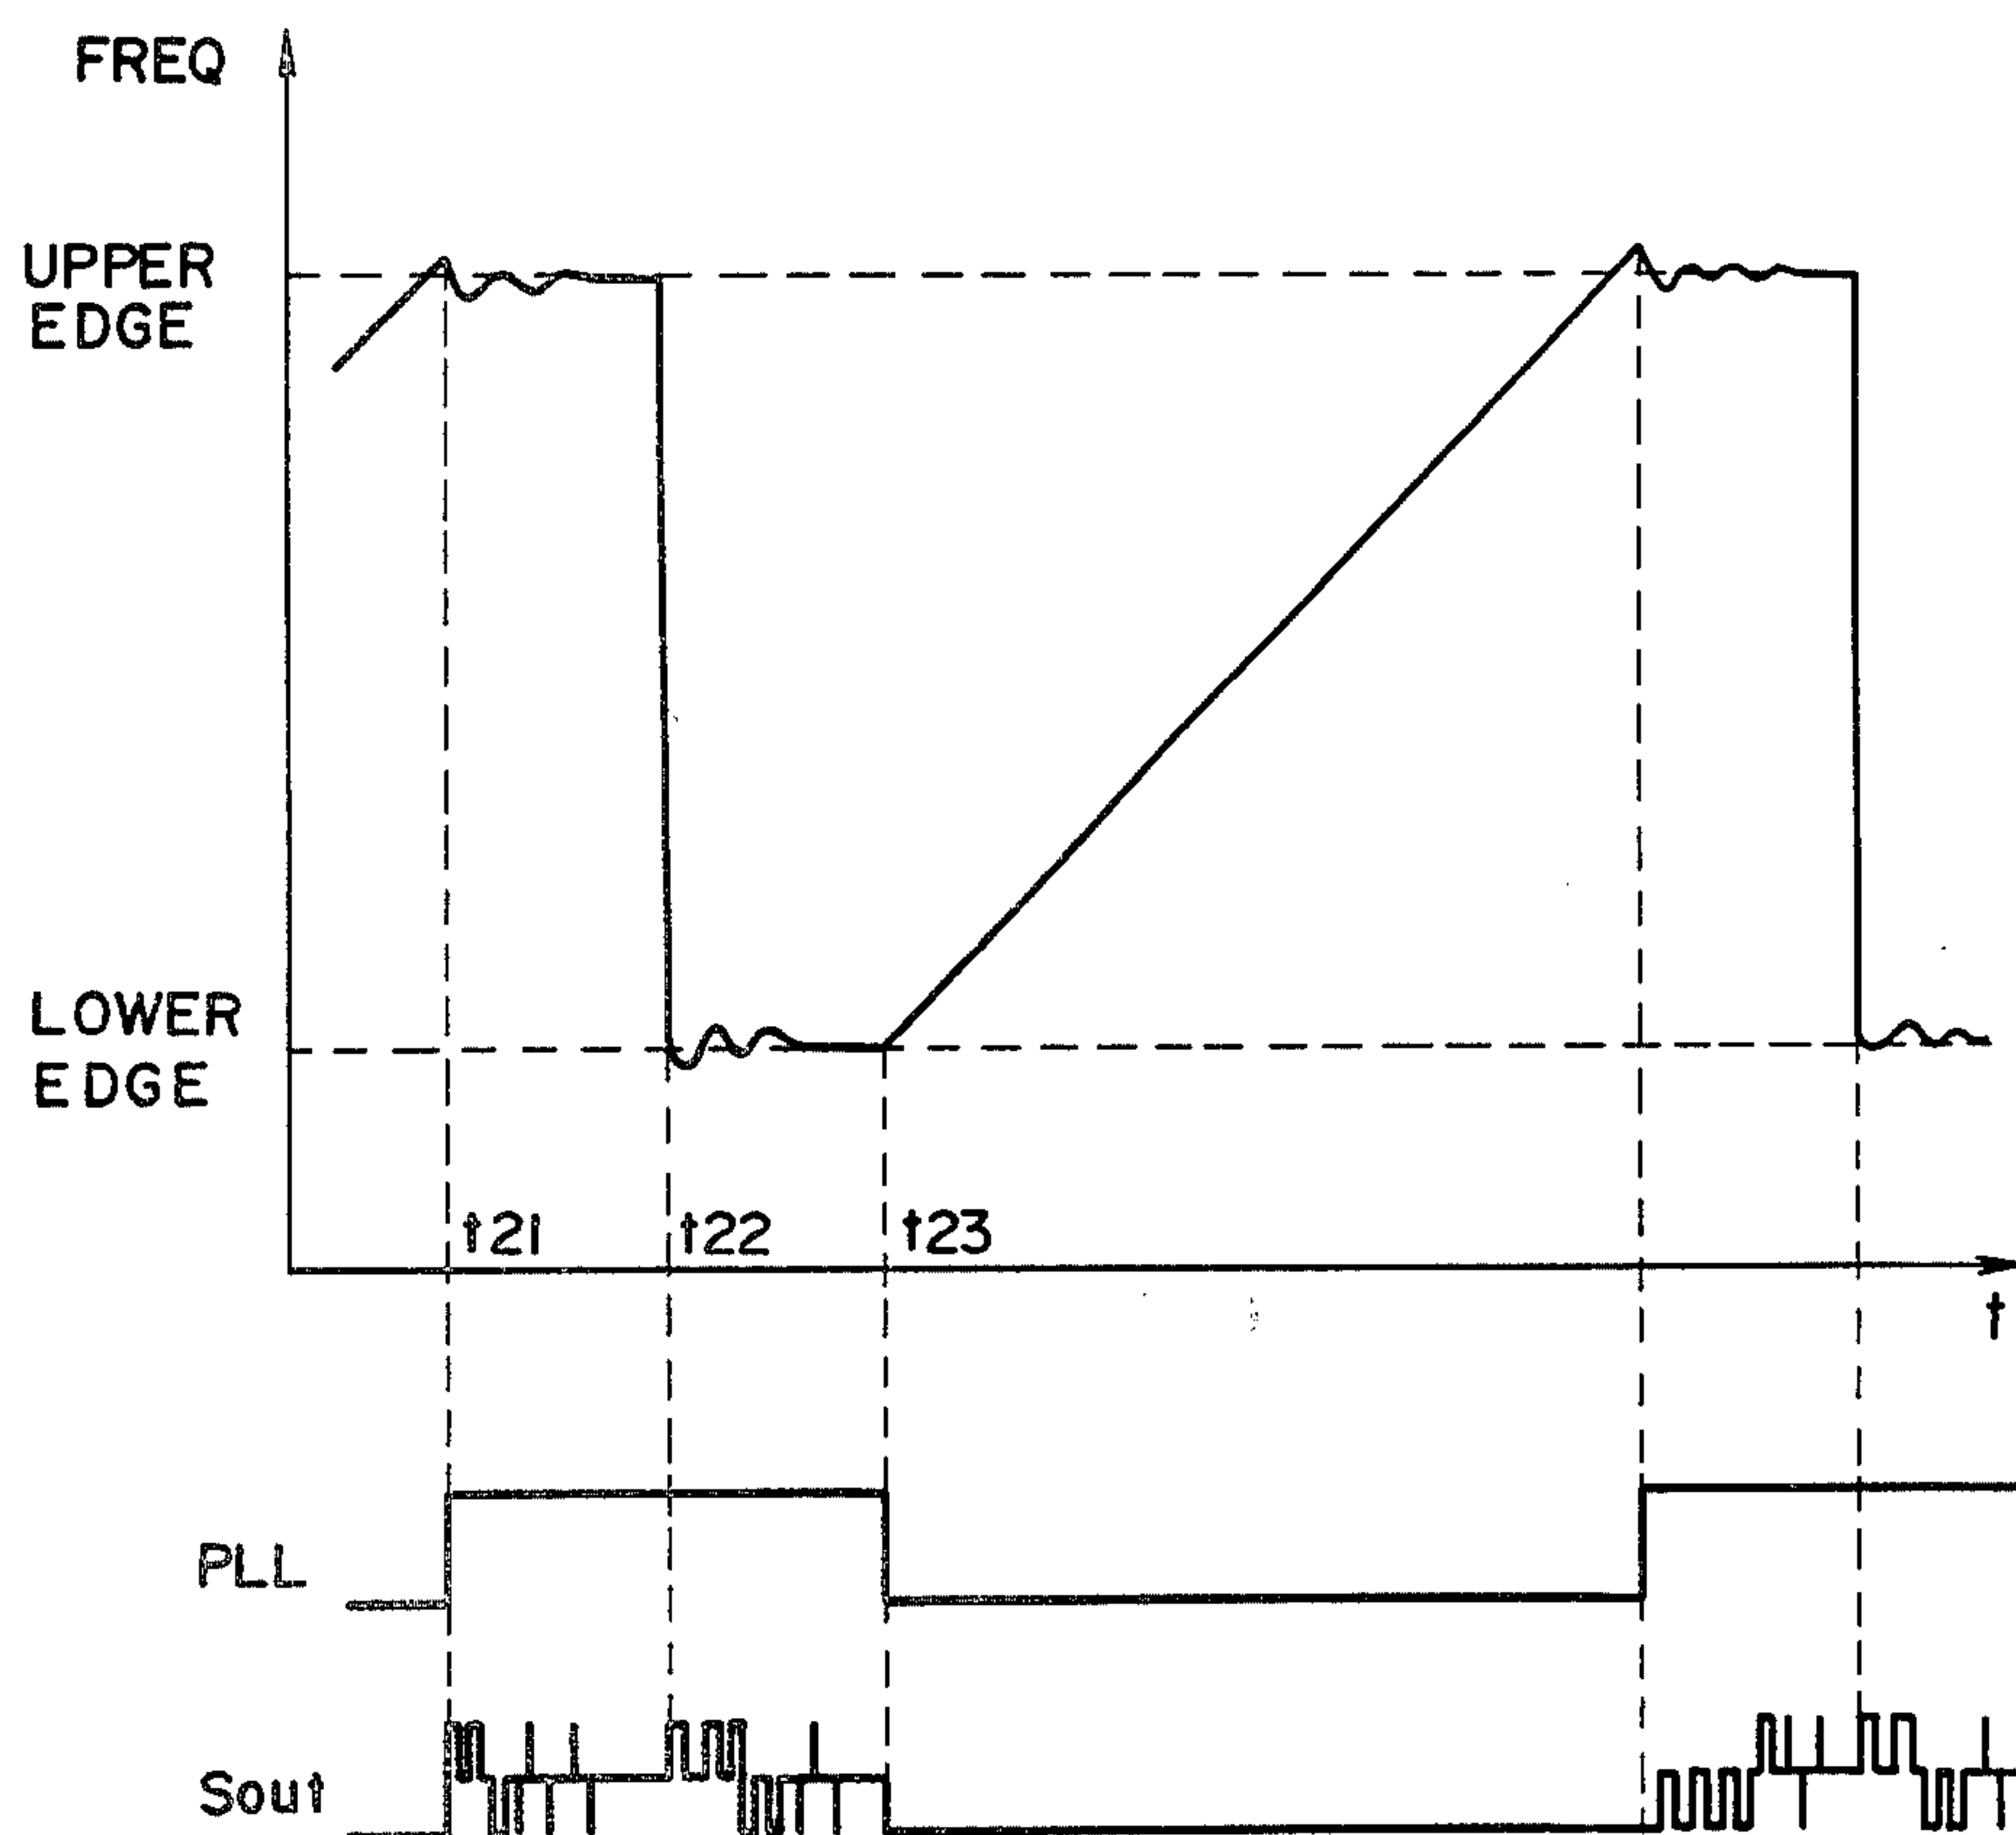 FREQ
UPPER
EDGE
LOWER
EDGE
t21
t22
t23
t
PLL
Sout